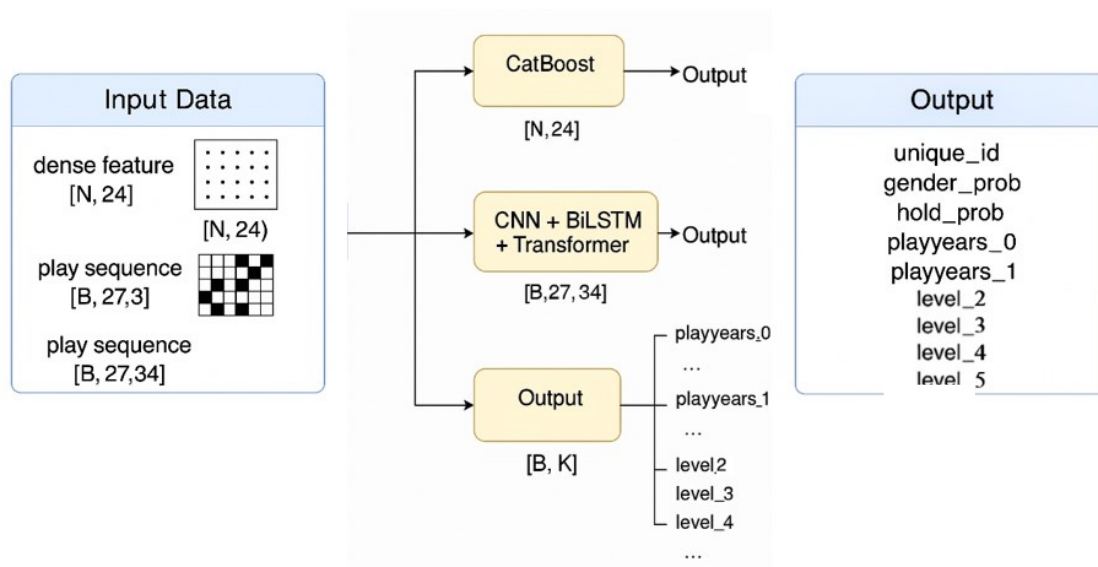 Input Data
dense feature
[N, 24]
[N, 24)
play sequence
[B, 27,3]
play sequence
[B, 27,34]
CatBoost
Output
[N, 24]
CNN + BiLSTM
+ Transformer
Output
[B,27, 34]
Output
[B, K]
playyears_0
...
playyears_1
...
level_2
level_3
level_4
...
Output
unique_id
gender_prob
hold_prob
playyears_0
playyears_1
level_2
level_3
level_4
level_5